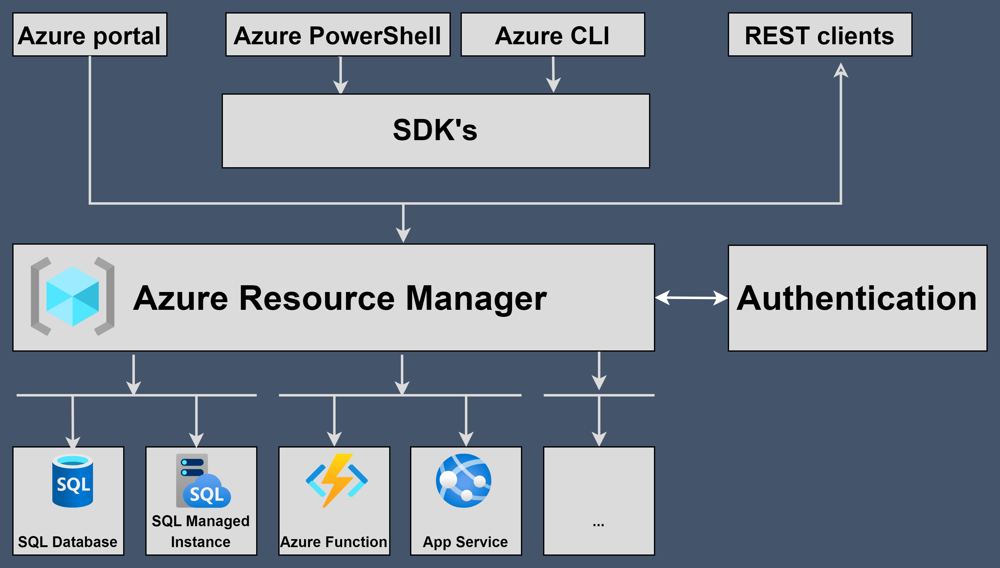 Azure portal
Azure PowerShell
Azure CLI
REST clients
SDK's
Azure Resource Manager
Authentication
SQL
SQL Database
SQL
SQL Managed
Instance
Azure Function
App Service
...